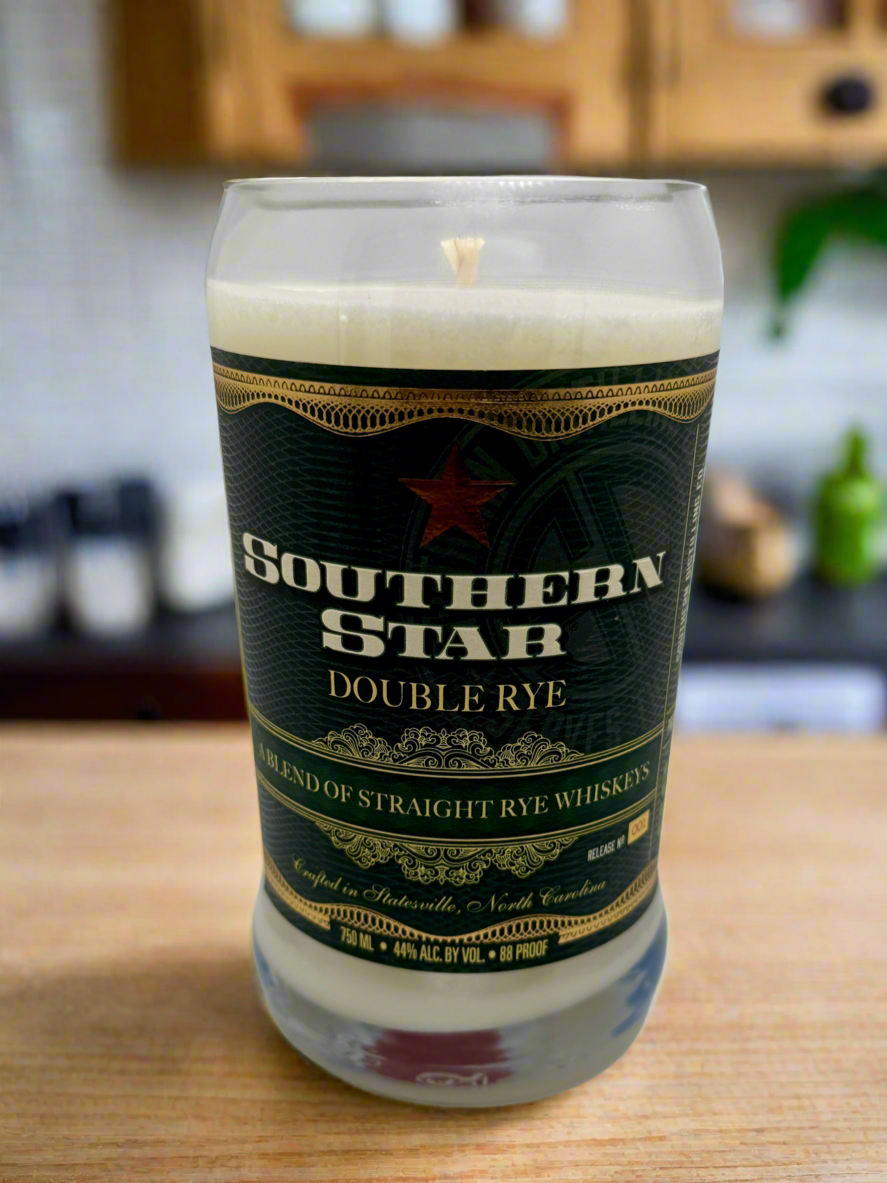 SOUTHERN
STAR
DOUBLE RYE
A BLEND OF STRAIGHT RYE WHISKEYS
RELEASE Nº 001
Crafted in Statesville, North Carolina
750 ML • 44% ALC. BY VOL. • 88 PROOF